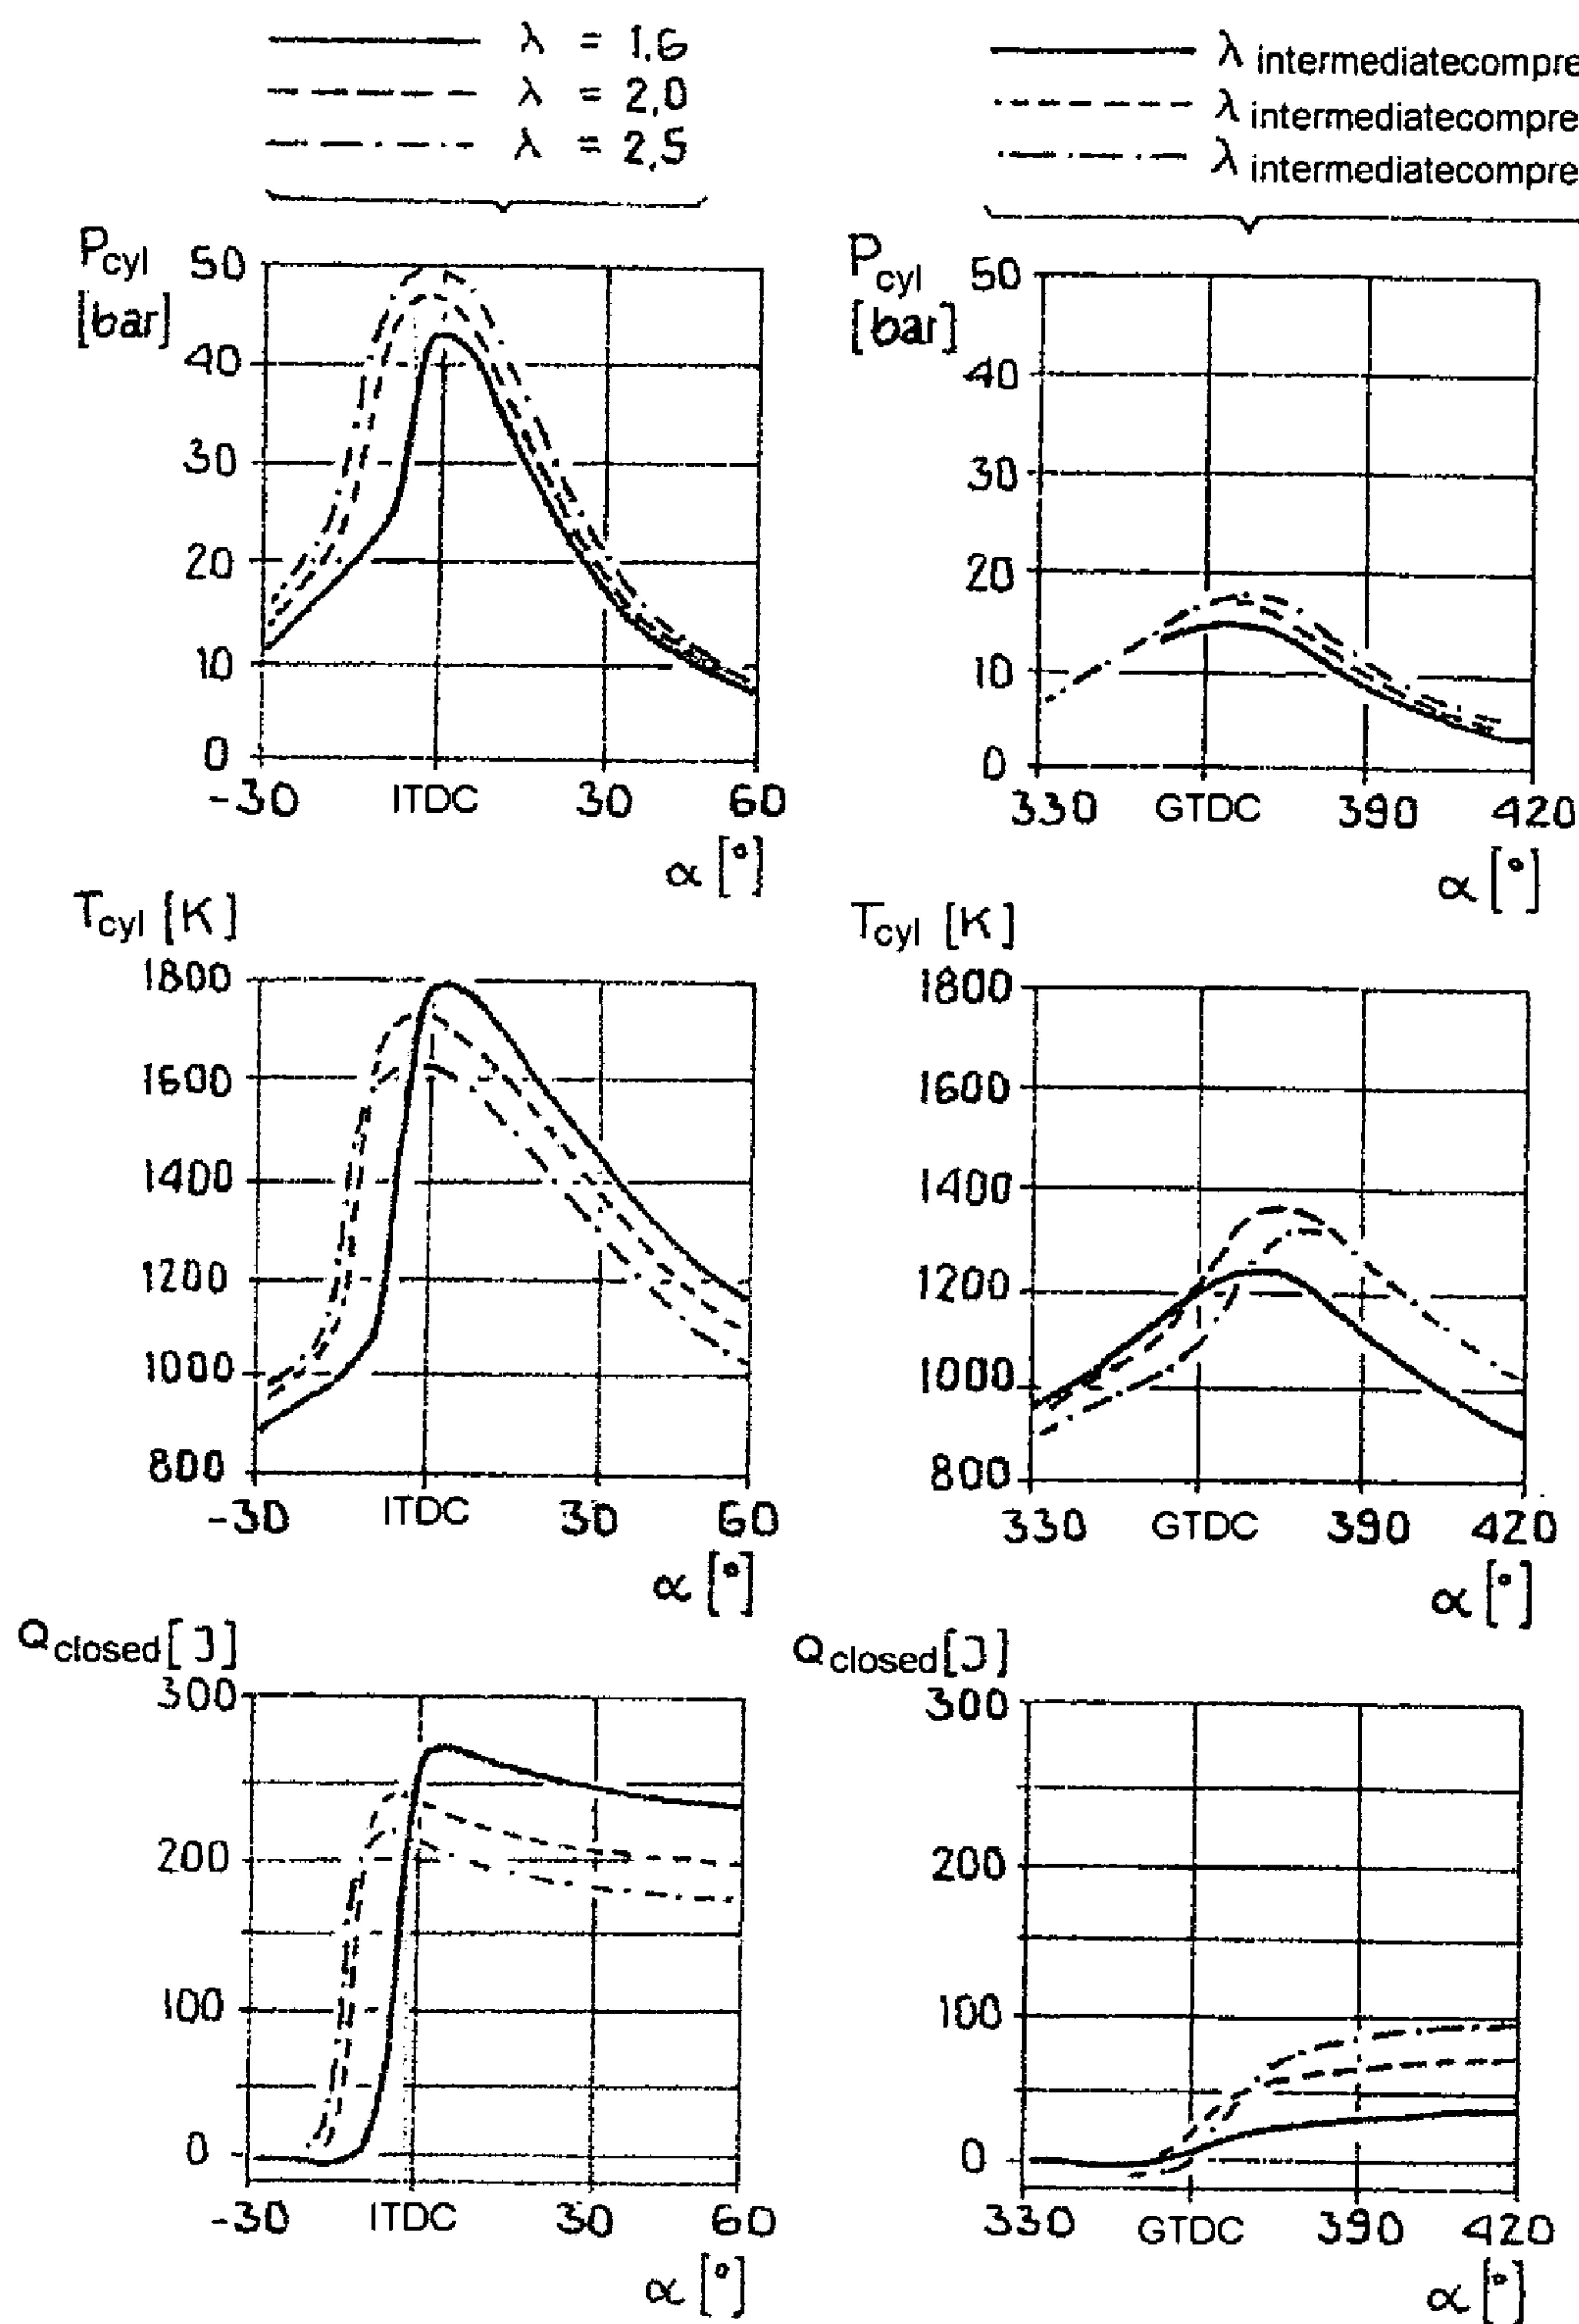 λ = 1.6
λ = 2,0
λ = 2,5
λ intermediatecompre
λ intermediatecompre
λ intermediatecompre
Pcyl [bar]
50
40
30
20
10
0
-30 ITDC 30 60
α [°]
Pcyl [bar]
50
40
30
20
10
0
330 GTDC 390 420
α [°]
Tcyl [K]
1800
1600
1400
1200
1000
800
-30 ITDC 30 60
α [°]
Tcyl [K]
1800
1600
1400
1200
1000
800
330 GTDC 390 420
α [°]
Qclosed [J]
300
200
100
0
-30 ITDC 30 60
α [°]
Qclosed [J]
300
200
100
0
330 GTDC 390 420
α [°]